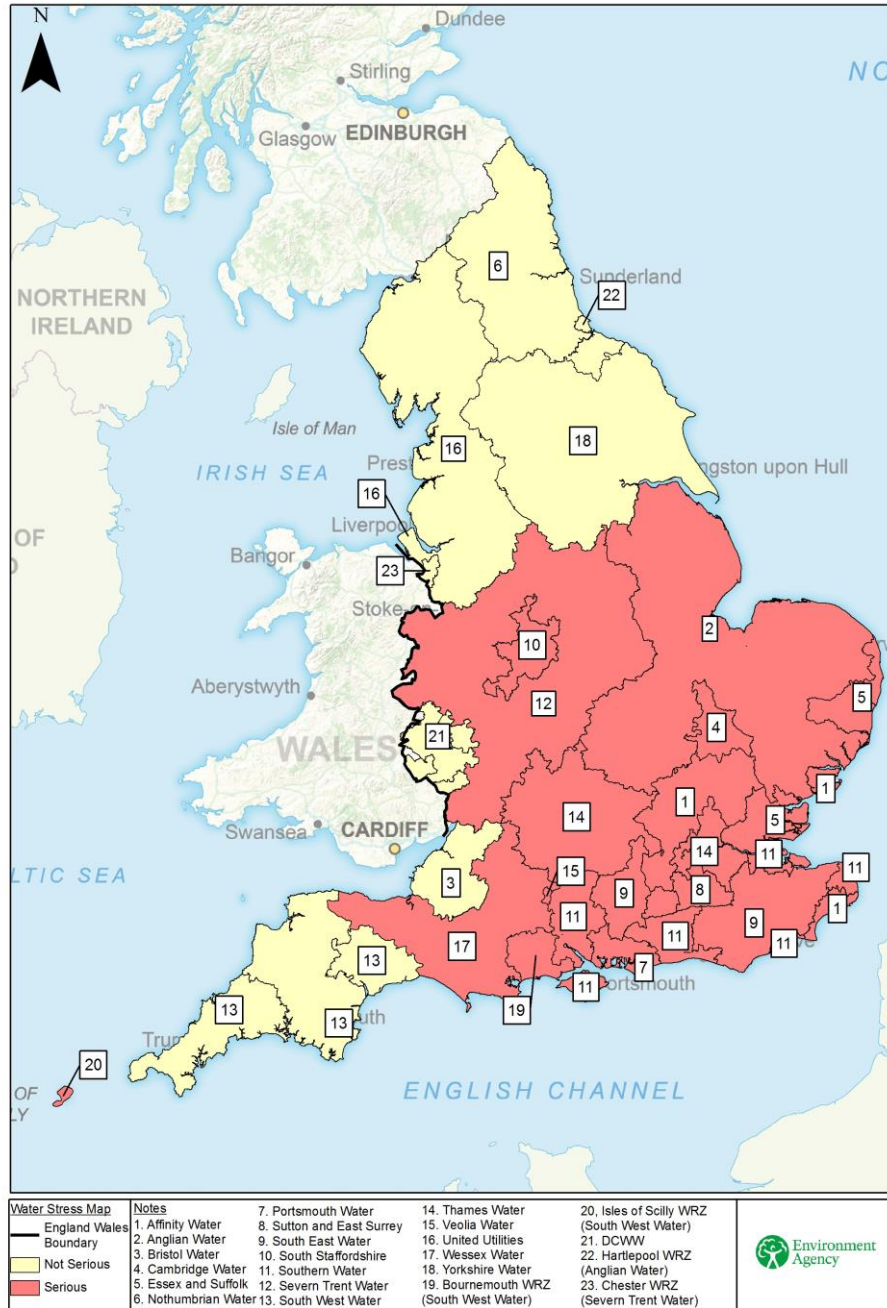 N
Dundee
Stirling
NO
Glasgow
EDINBURGH
6
Sunderland
22
NORTHERN
IRELAND
Isle of Man
18
16
Prest
ngston upon Hull
IRISH SEA
16
Liverpool
OF
D
Bangor
23
Stoke-on-
2
10
Aberystwyth
12
5
4
21
WALES
1
1
14
5
Swansea
CARDIFF
14
11
LTIC SEA
15
11
3
9
8
1
11
9
17
11
11
13
7
ve
11
ortsmouth
19
13
13
uth
Tru
20
OF
LY
ENGLISH CHANNEL
Water Stress Map
England Wales
Boundary
Not Serious
Serious
Notes
1. Affinity Water
2. Anglian Water
3. Bristol Water
4. Cambridge Water
5. Essex and Suffolk
6. Nothumbrian Water
7. Portsmouth Water
8. Sutton and East Surrey
9. South East Water
10. South Staffordshire
11. Southern Water
12. Severn Trent Water
13. South West Water
14. Thames Water
15. Veolia Water
16. United Utilities
17. Wessex Water
18. Yorkshire Water
19. Bournemouth WRZ
(South West Water)
20, Isles of Scilly WRZ
(South West Water)
21. DCWW
22. Hartlepool WRZ
(Anglian Water)
23. Chester WRZ
(Severn Trent Water)
Environment
Agency